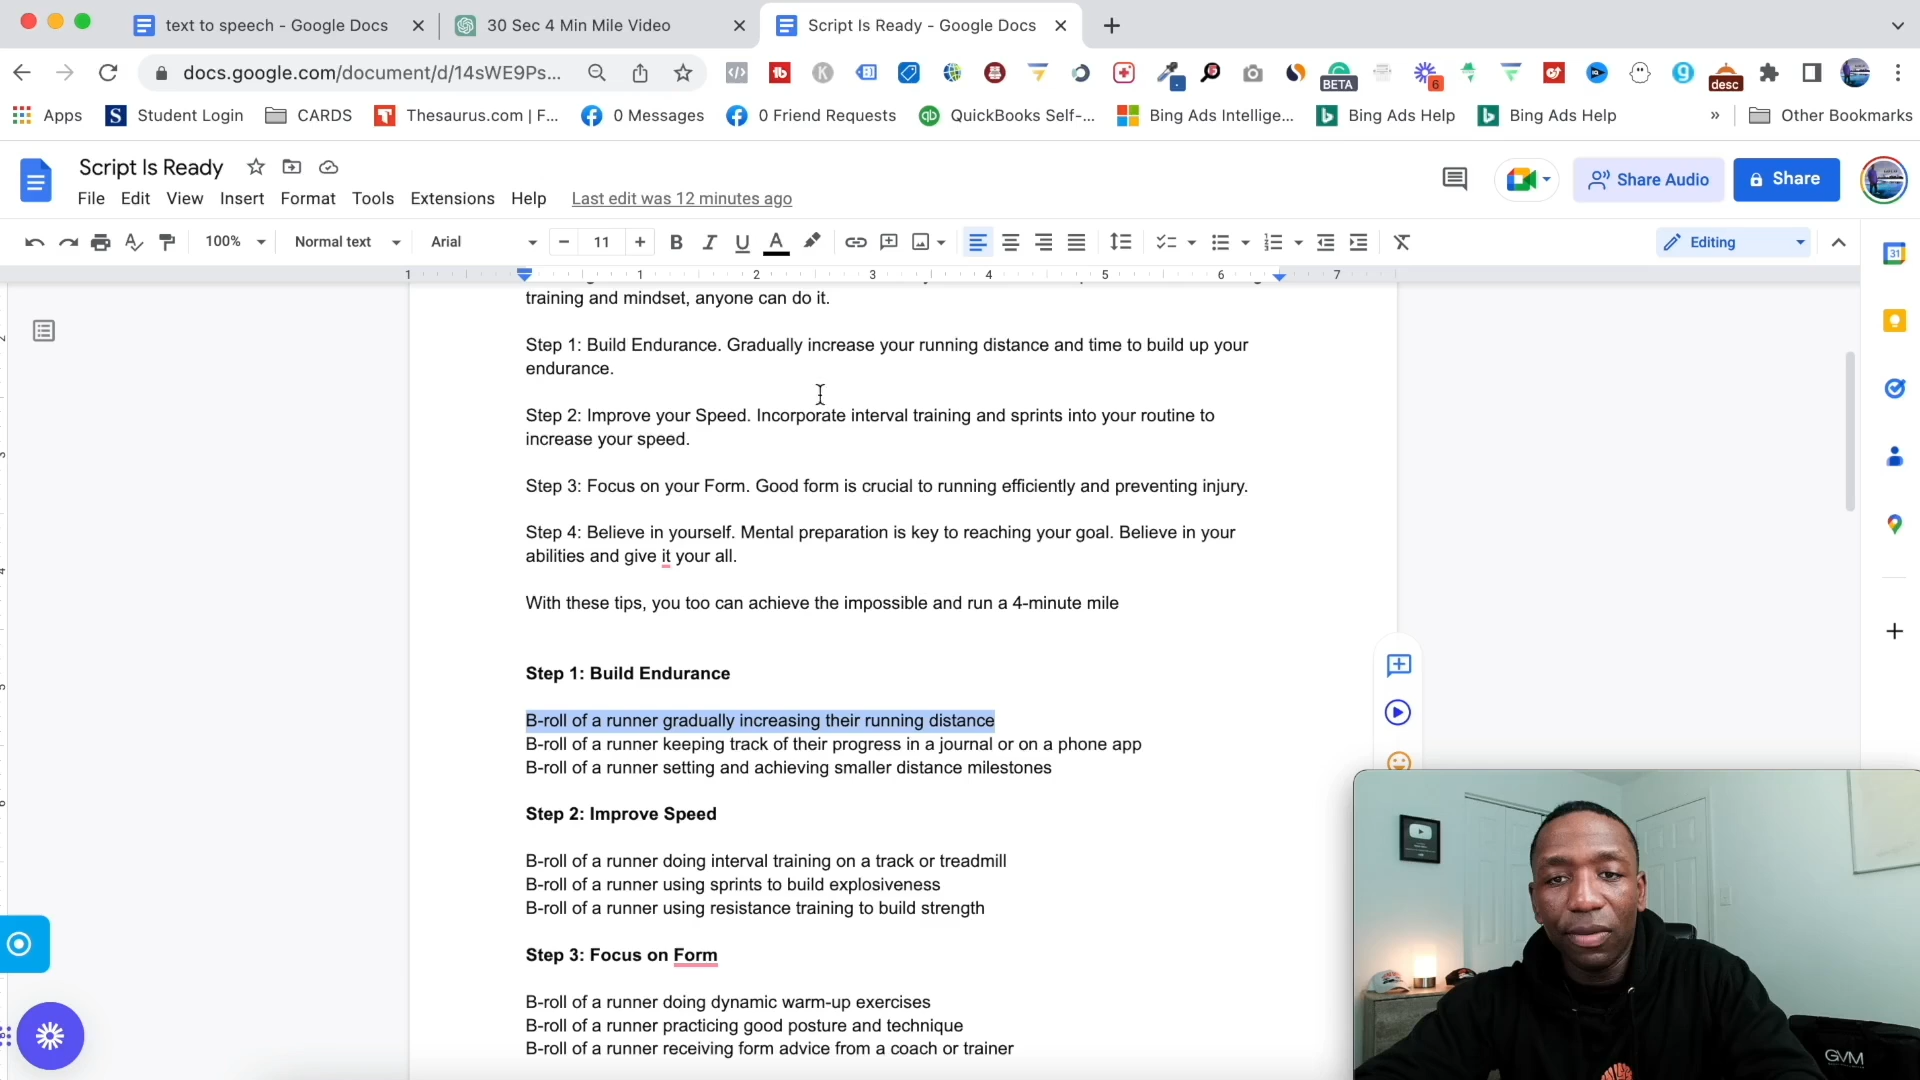 text to speech - Google Docs
30 Sec 4 Min Mile Video
Script Is Ready - Google Docs
docs.google.com/document/d/14sWE9Ps...
BETA
6
desc
Apps
Student Login
CARDS
Thesaurus.com | F...
0 Messages
0 Friend Requests
QuickBooks Self-...
Bing Ads Intellige...
Bing Ads Help
Bing Ads Help
Other Bookmarks
Script Is Ready
Share Audio
Share
File Edit View Insert Format Tools Extensions Help Last edit was 12 minutes ago
100% Normal text Arial 11 Editing
1 1 2 3 4 5 6 7
training and mindset, anyone can do it.
Step 1: Build Endurance. Gradually increase your running distance and time to build up your
endurance.
Step 2: Improve your Speed. Incorporate interval training and sprints into your routine to
increase your speed.
Step 3: Focus on your Form. Good form is crucial to running efficiently and preventing injury.
Step 4: Believe in yourself. Mental preparation is key to reaching your goal. Believe in your
abilities and give it your all.
With these tips, you too can achieve the impossible and run a 4-minute mile
Step 1: Build Endurance
B-roll of a runner gradually increasing their running distance
B-roll of a runner keeping track of their progress in a journal or on a phone app
B-roll of a runner setting and achieving smaller distance milestones
Step 2: Improve Speed
B-roll of a runner doing interval training on a track or treadmill
B-roll of a runner using sprints to build explosiveness
B-roll of a runner using resistance training to build strength
Step 3: Focus on Form
B-roll of a runner doing dynamic warm-up exercises
B-roll of a runner practicing good posture and technique
B-roll of a runner receiving form advice from a coach or trainer
GVM